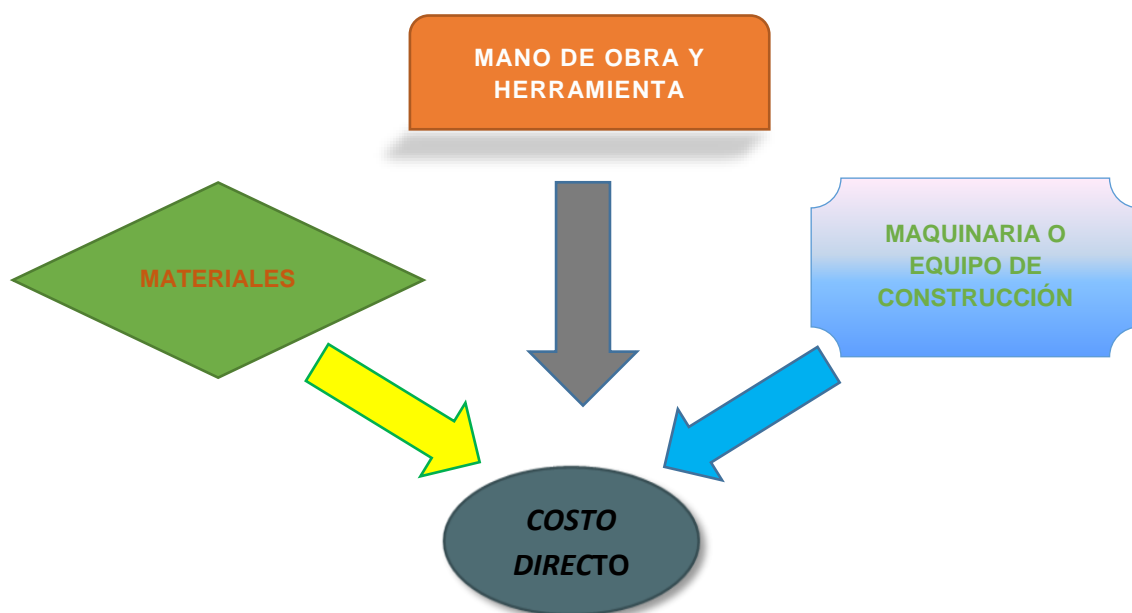 MANO DE OBRA Y
HERRAMIENTA
MATERIALES
MAQUINARIA O
EQUIPO DE
CONSTRUCCIÓN
COSTO
DIRECTO